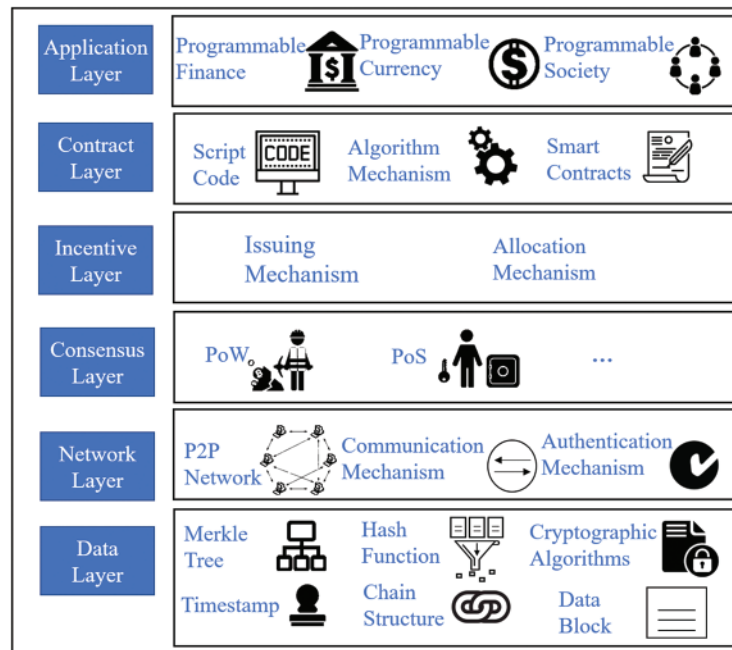 Application
Layer
Programmable
Finance
$
Programmable
Currency
$
Programmable
Society
Contract
Layer
Script
Code
CODE
Algorithm
Mechanism
Smart
Contracts
Incentive
Layer
Issuing
Mechanism
Allocation
Mechanism
Consensus
Layer
PoW
PoS
...
Network
Layer
P2P
Network
Communication
Mechanism
Authentication
Mechanism
Data
Layer
Merkle
Tree
Hash
Function
Cryptographic
Algorithms
Timestamp
Chain
Structure
Data
Block